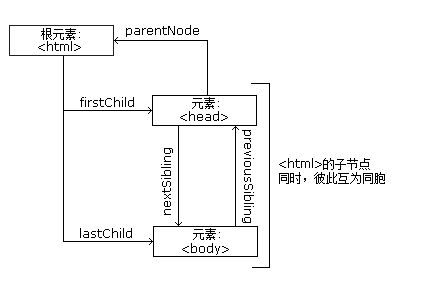 parentNode
根元素:
<html>
firstChild
元素:
<head>
nextSibling
previousSibling
<html>的子节点
同时，彼此互为同胞
lastChild
元素:
<body>